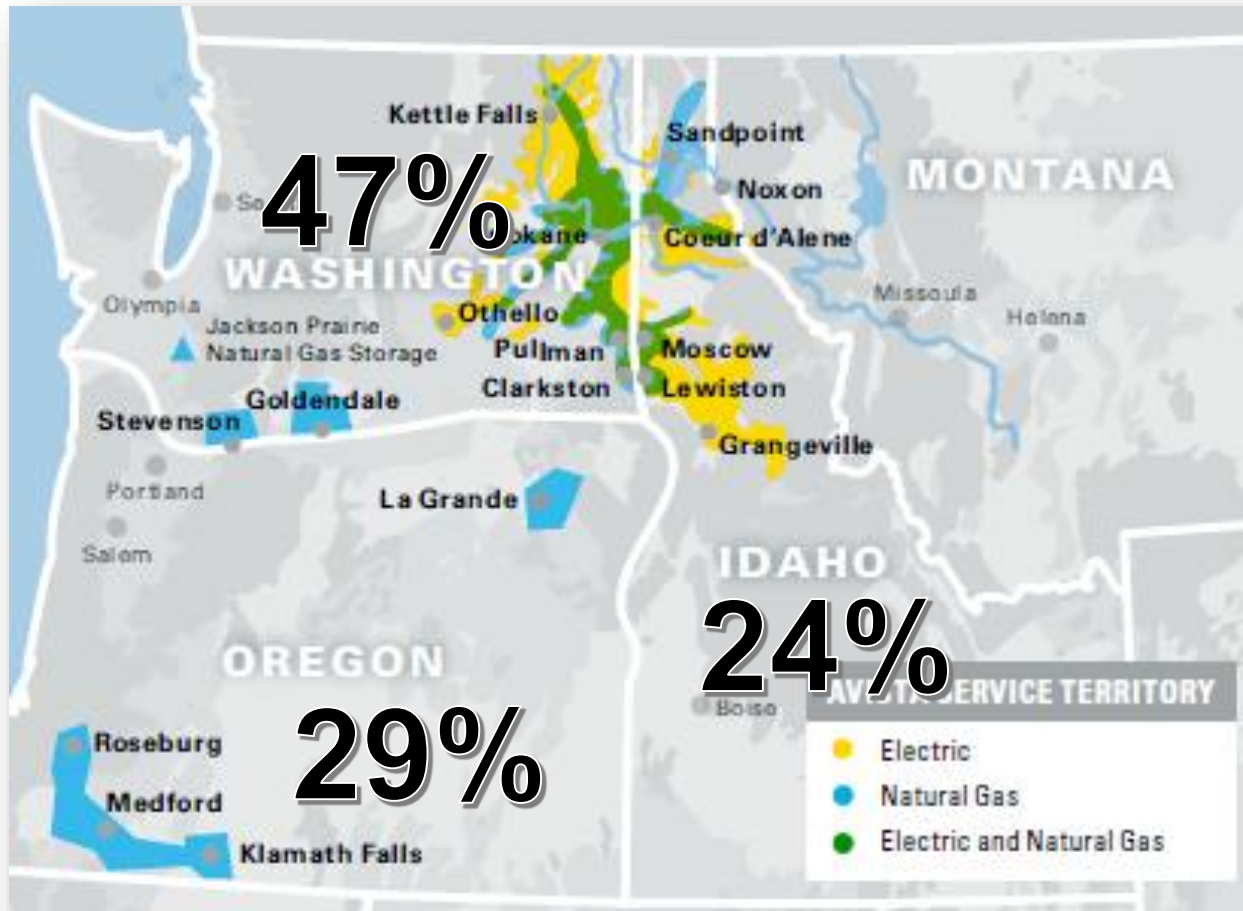 Kettle Falls
Sandpoint
MONTANA
Noxon
47%
Coeur d'Alene
WASHINGTON
Missoula
Olympia
Othello
Helena
Jackson Prairie
Natural Gas Storage
Pullman
Moscow
Clarkston
Lewiston
Goldendale
Stevenson
Grangeville
Portland
La Grande
Salem
IDAHO
24%
OREGON
SERVICE TERRITORY
Boise
29%
Roseburg
Electric
Medford
Natural Gas
Electric and Natural Gas
Klamath Falls